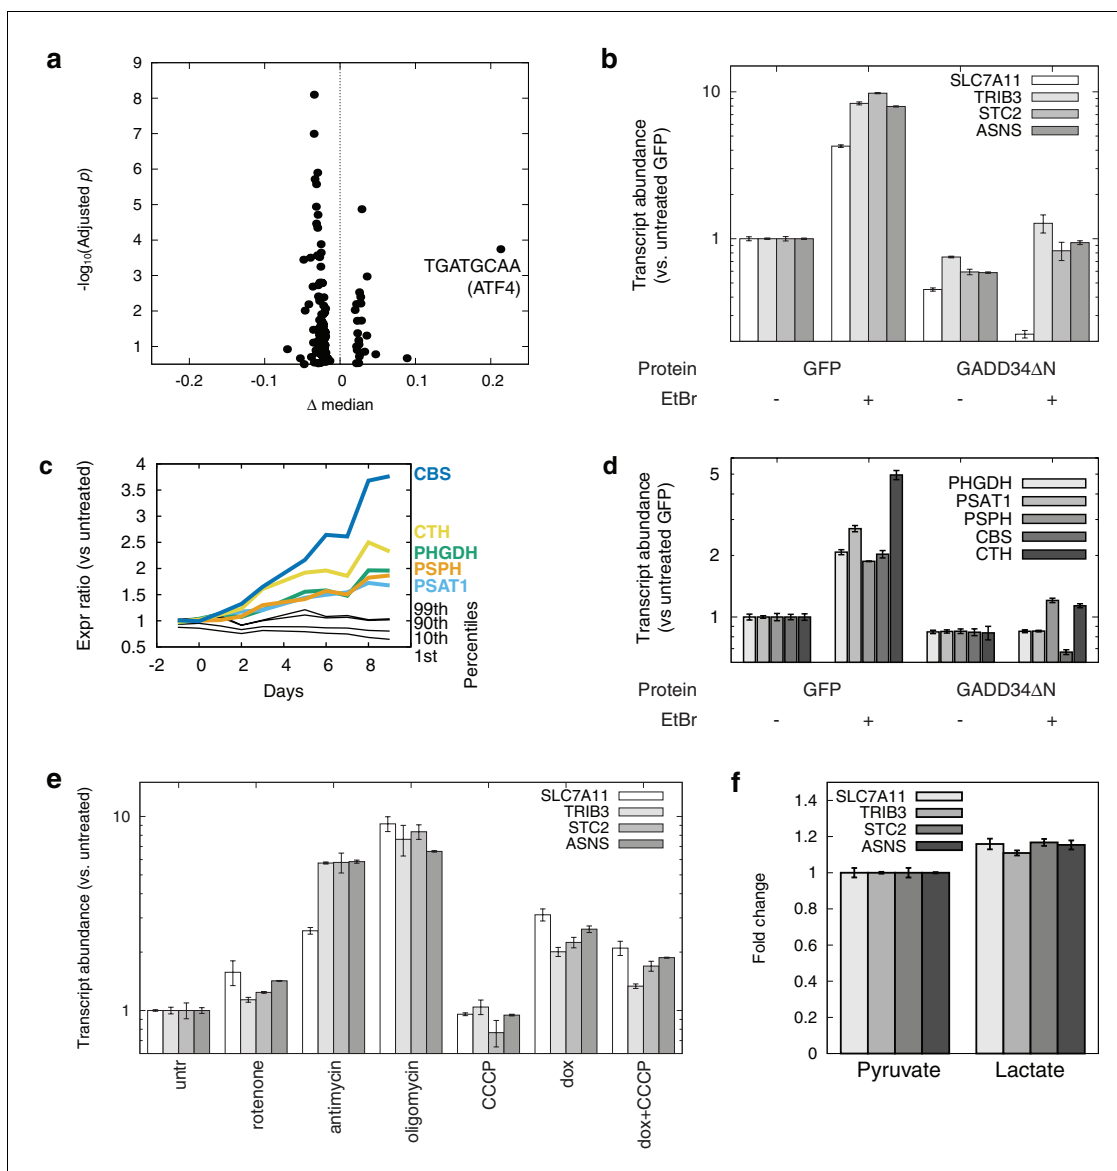 a
9
8
7
6
5
4
3
2
1
-log10(Adjusted p)
TGATGCAA
(ATF4)
-0.2
-0.1
0
0.1
0.2
Δ median
b
10
1
Transcript abundance
(vs. untreated GFP)
SLC7A11
TRIB3
STC2
ASNS
Protein
GFP
GADD34ΔN
EtBr
-
+
-
+
c
4
3.5
3
2.5
2
1.5
1
0.5
Expr ratio (vs untreated)
CBS
CTH
PHGDH
PSPH
PSAT1
99th
90th
10th
1st
Percentiles
-2
0
2
4
6
8
Days
d
5
2
1
Transcript abundance
(vs untreated GFP)
PHGDH
PSAT1
PSPH
CBS
CTH
Protein
GFP
GADD34ΔN
EtBr
-
+
-
+
e
10
1
Transcript abundance (vs. untreated)
SLC7A11
TRIB3
STC2
ASNS
untr
rotenone
antimycin
oligomycin
CCCP
dox
dox+CCCP
f
1.4
1.2
1
0.8
0.6
0.4
0.2
0
Fold change
SLC7A11
TRIB3
STC2
ASNS
Pyruvate
Lactate